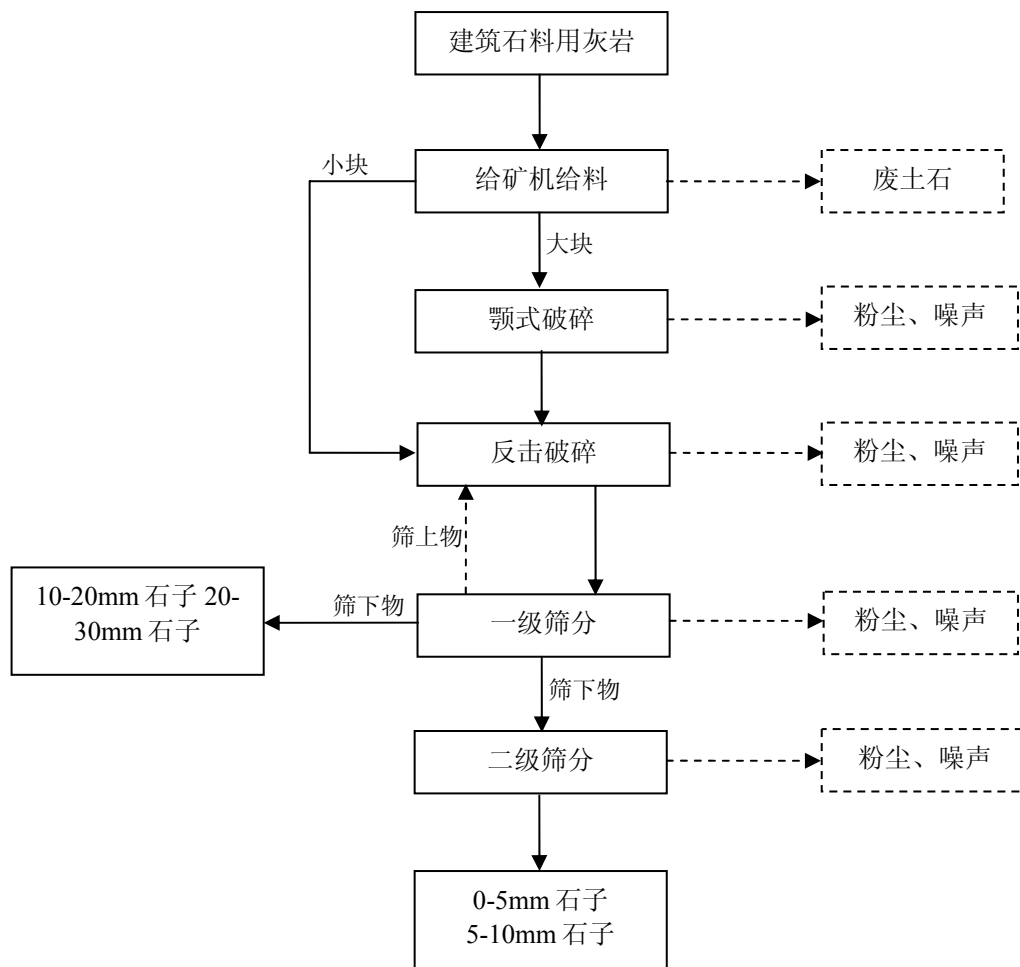 建筑石料用灰岩
小块
给矿机给料
废土石
大块
颚式破碎
粉尘、噪声
反击破碎
粉尘、噪声
筛上物
10-20mm 石子 20-
30mm 石子
筛下物
一级筛分
粉尘、噪声
筛下物
二级筛分
粉尘、噪声
0-5mm 石子
5-10mm 石子